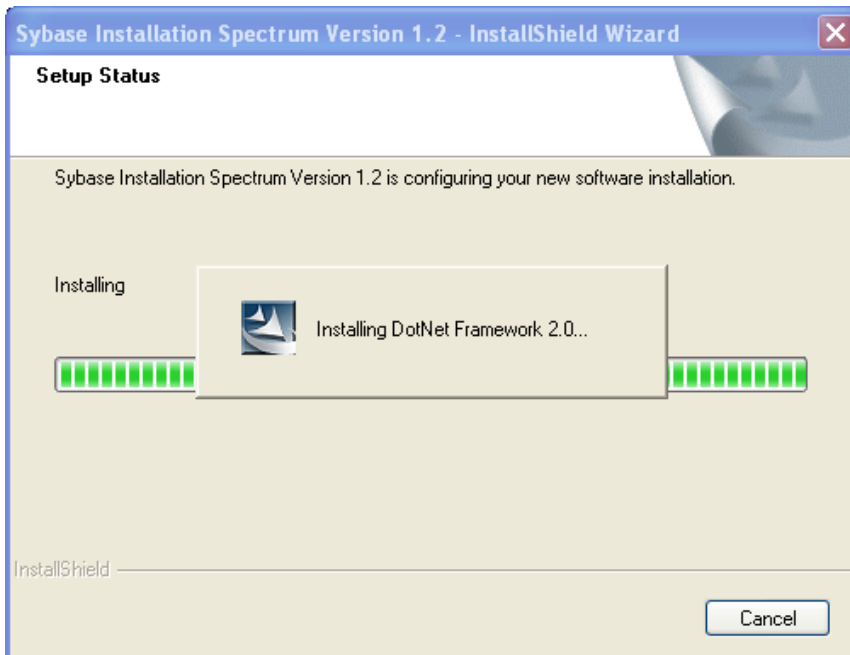 Sybase Installation Spectrum Version 1.2 - InstallShield Wizard
Setup Status
Sybase Installation Spectrum Version 1.2 is configuring your new software installation.
Installing
Installing DotNet Framework 2.0...
InstallShield
Cancel